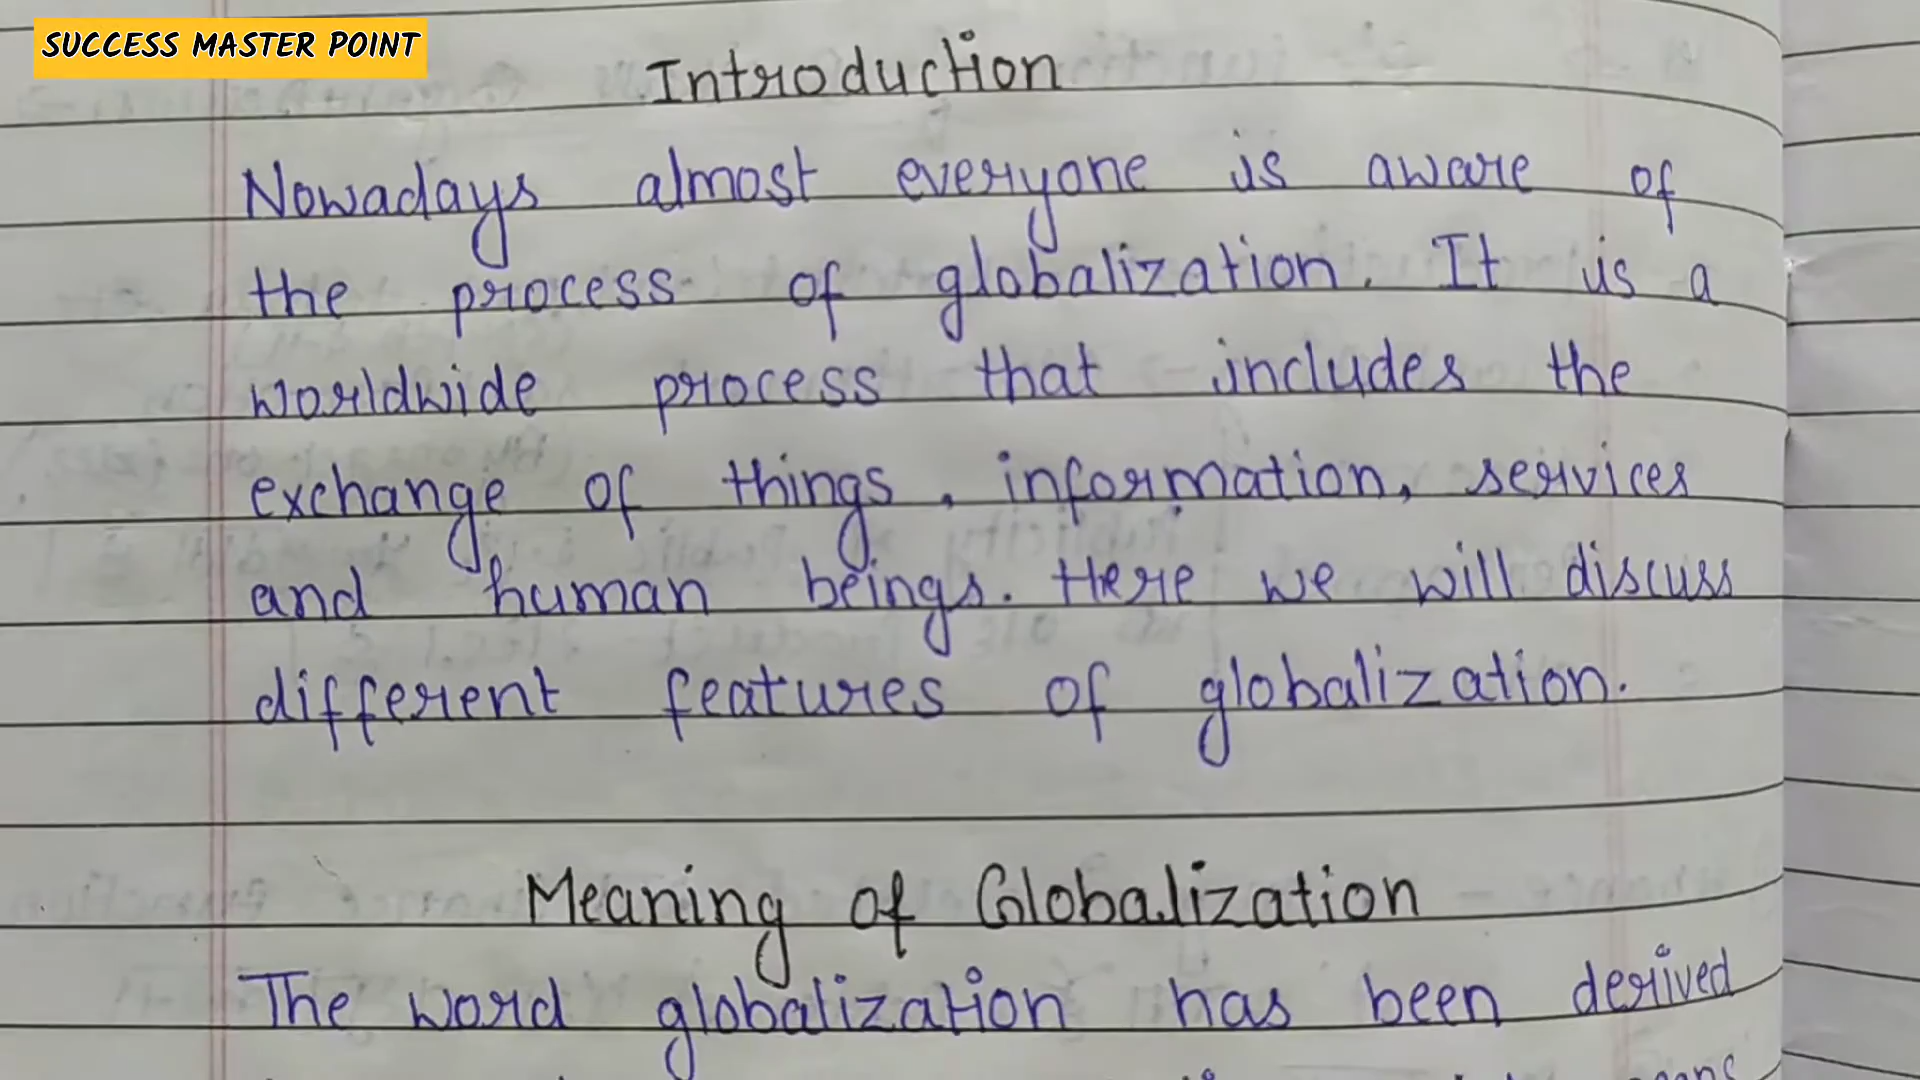 SUCCESS MASTER POINT
Introduction
Nowadays almost everyone is aware of
the process of globalization. It is a
worldwide process that includes the
exchange of things, information, services
and human beings. Here we will discuss
different features of globalization.
Meaning of Globalization
The word globalization has been derived